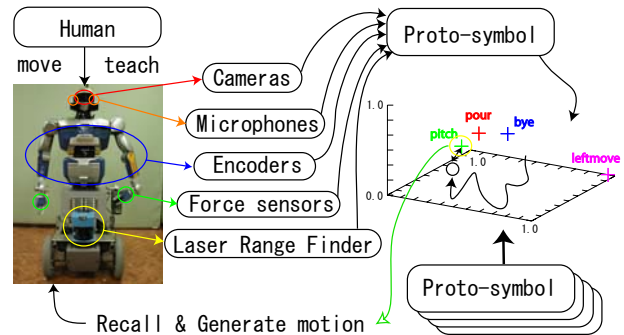 Human
move teach
Cameras
Microphones
Encoders
Force sensors
Laser Range Finder
Recall & Generate motion
Proto-symbol
1.0
pour
bye
pitch
1.0
leftmove
0.0
1.0
Proto-symbol